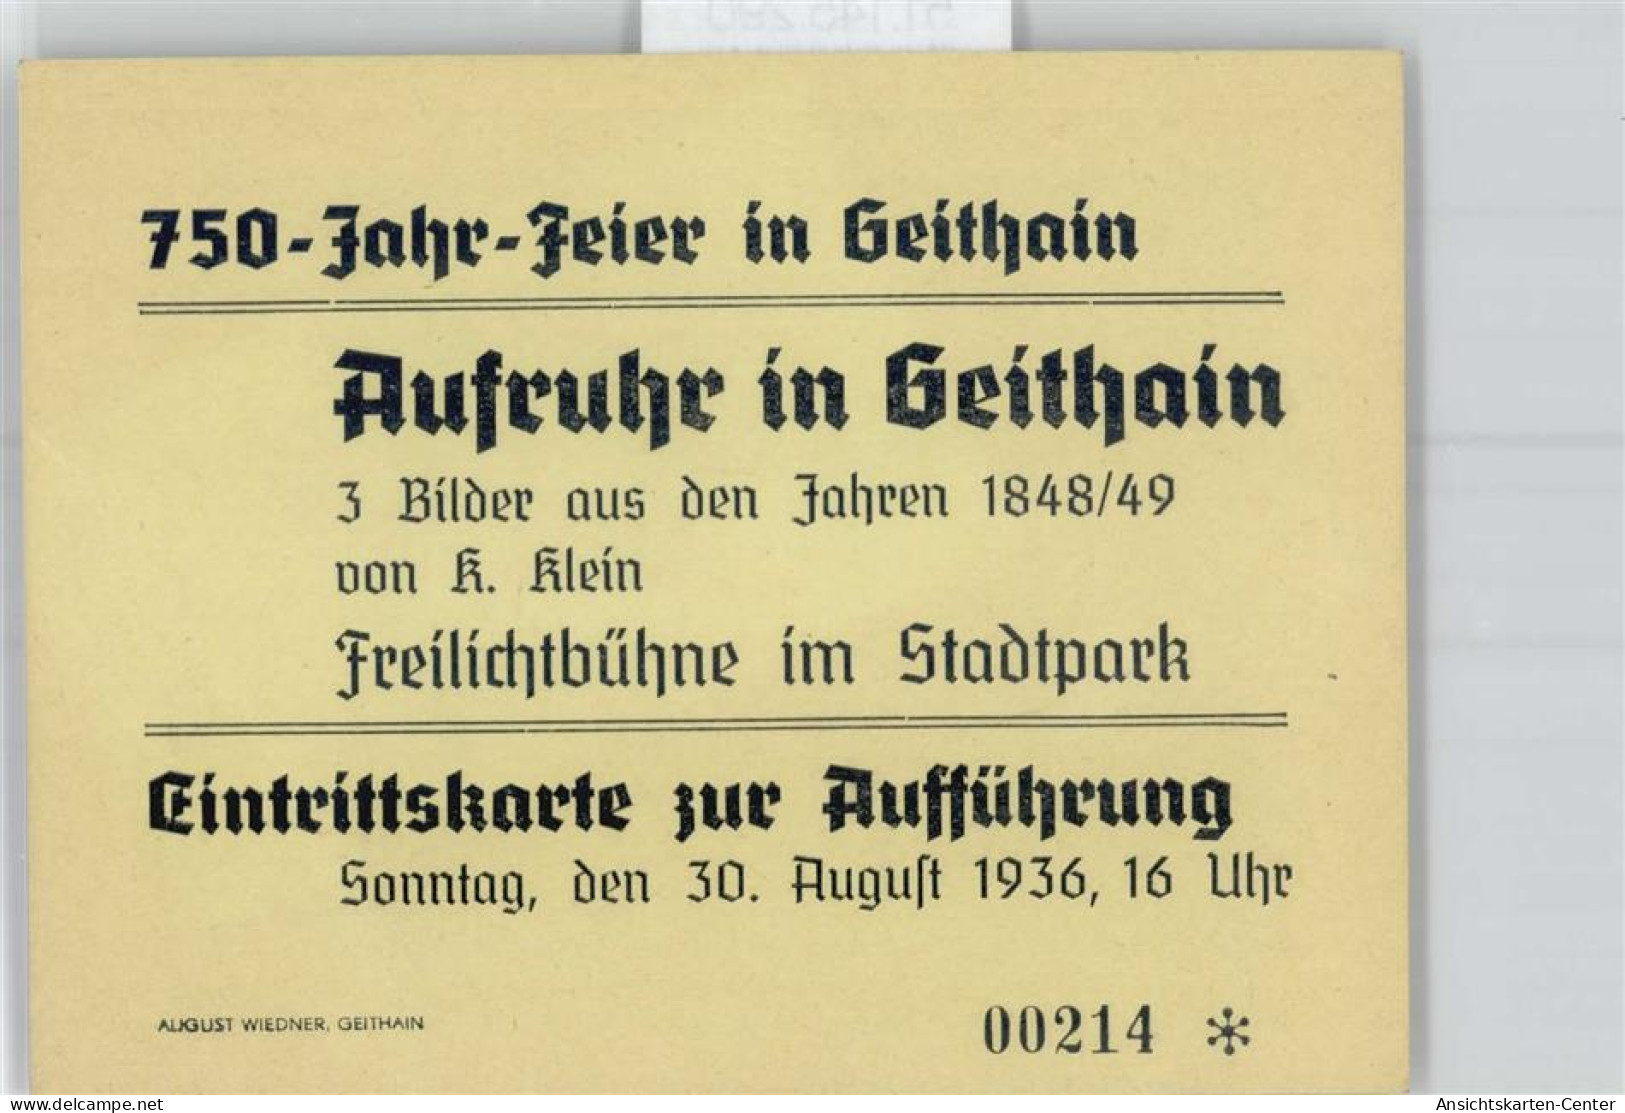 750-Jahr-Feier in Geithain
Aufruhr in Geithain
3 Bilder aus den Jahren 1848/49
von K. Klein
Freilichtbühne im Stadtpark
Eintrittskarte zur Aufführung
Sonntag, den 30. Auguſt 1936, 16 Uhr
AUGUST WIEDNER, GEITHAIN
00214 *
www.delcampe.net
liebhaber111
Ansichtskarten-Center